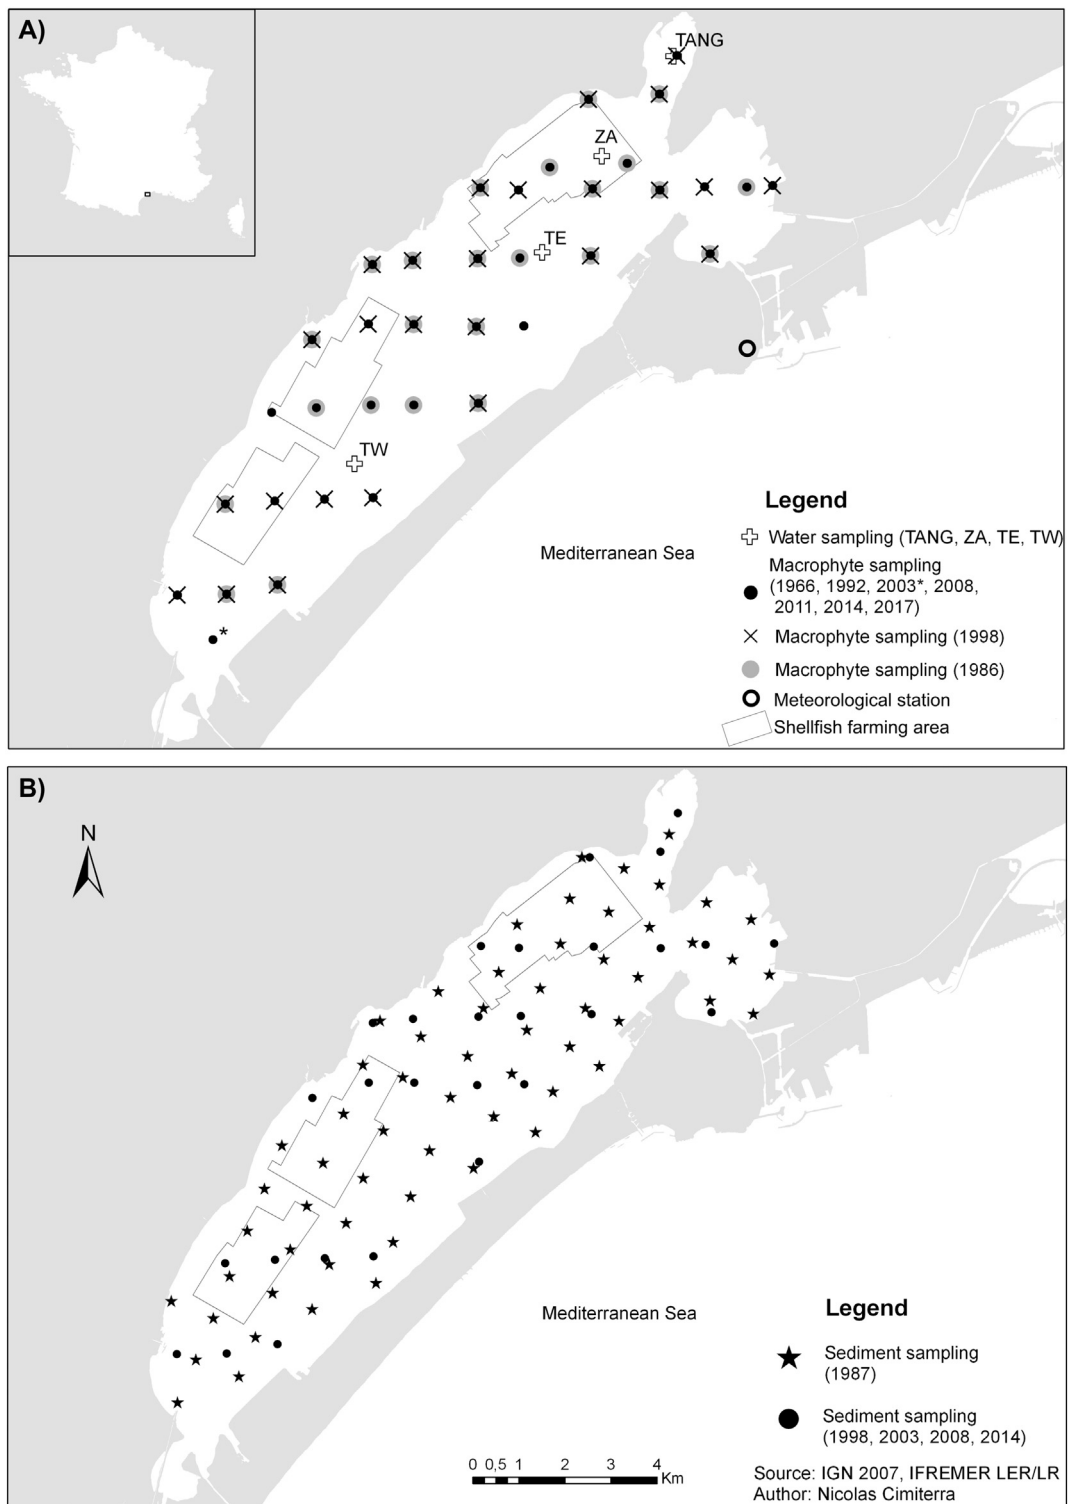 A)
TANG
ZA
TE
TW
*
Mediterranean Sea
Legend
Water sampling (TANG, ZA, TE, TW)
Macrophyte sampling
(1966, 1992, 2003*, 2008,
2011, 2014, 2017)
Macrophyte sampling (1998)
Macrophyte sampling (1986)
Meteorological station
Shellfish farming area
B)
N
Mediterranean Sea
Legend
Sediment sampling
(1987)
Sediment sampling
(1998, 2003, 2008, 2014)
0 0,5 1 2 3 4
Km
Source: IGN 2007, IFREMER LER/LR
Author: Nicolas Cimiterra